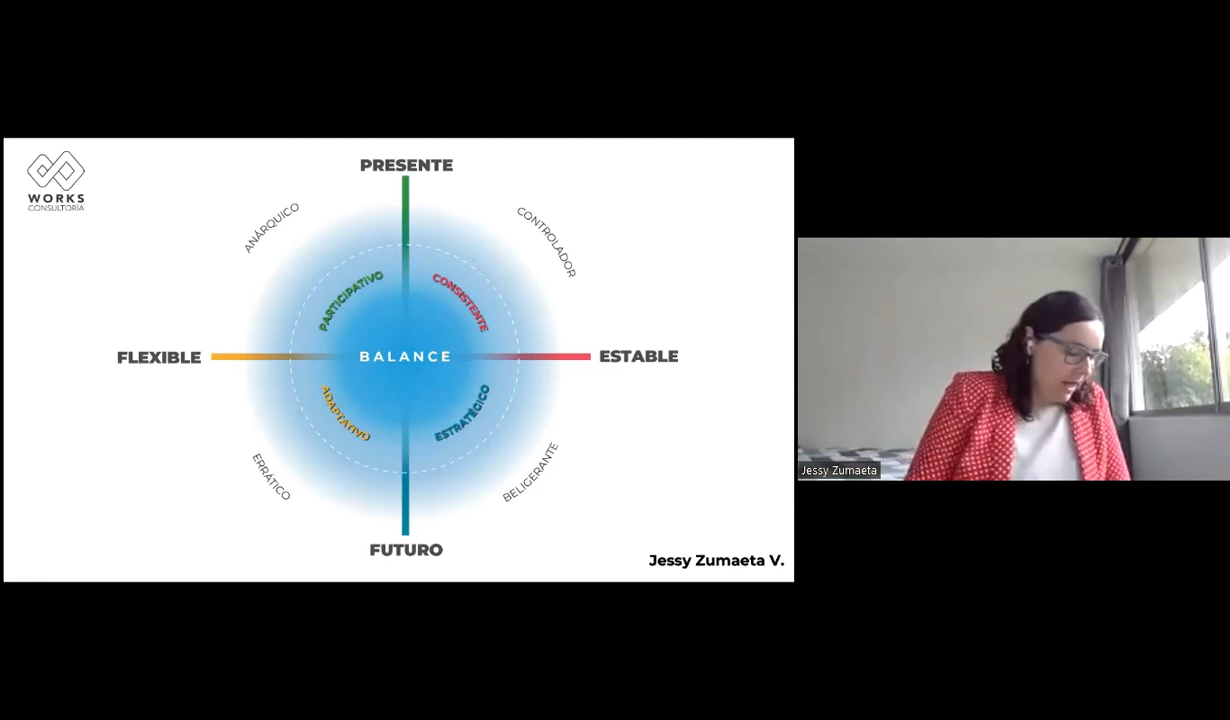 WORKS
CONSULTORÍA
PRESENTE
ANÁRQUICO
CONTROLADOR
PARTICIPATIVO
CONSISTENTE
FLEXIBLE
BALANCE
ESTABLE
ADAPTATIVO
ESTRATÉGICO
ERRÁTICO
BELIGERANTE
FUTURO
Jessy Zumaeta V.
Jessy Zumaeta